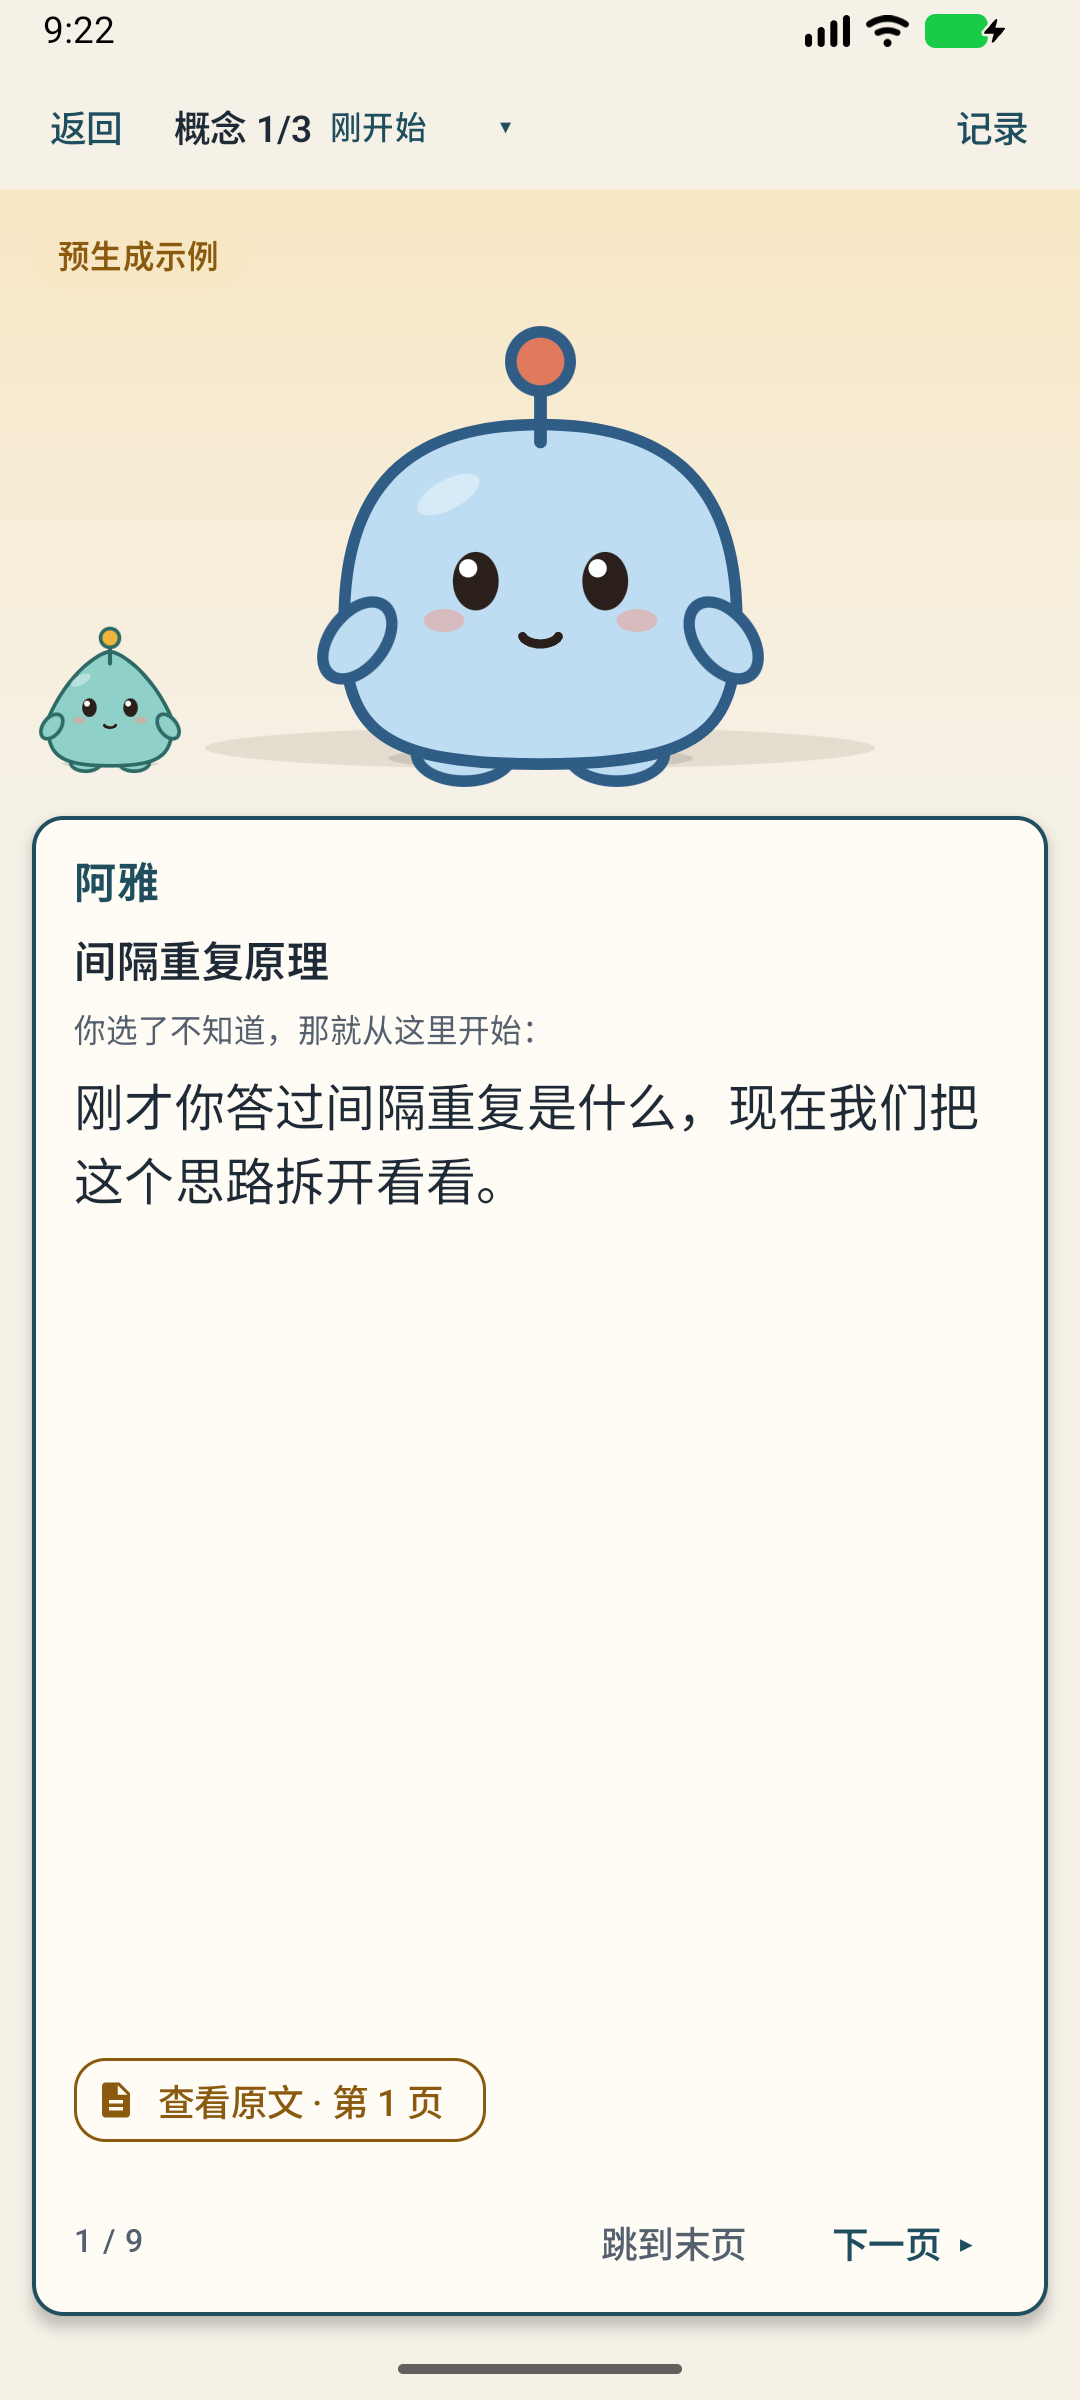 9:22
返回 概念 1/3 刚开始 ▾ 记录
预生成示例
阿雅
间隔重复原理
你选了不知道，那就从这里开始：
刚才你答过间隔重复是什么，现在我们把
这个思路拆开看看。
查看原文 · 第 1 页
1 / 9 跳到末页 下一页 ▸